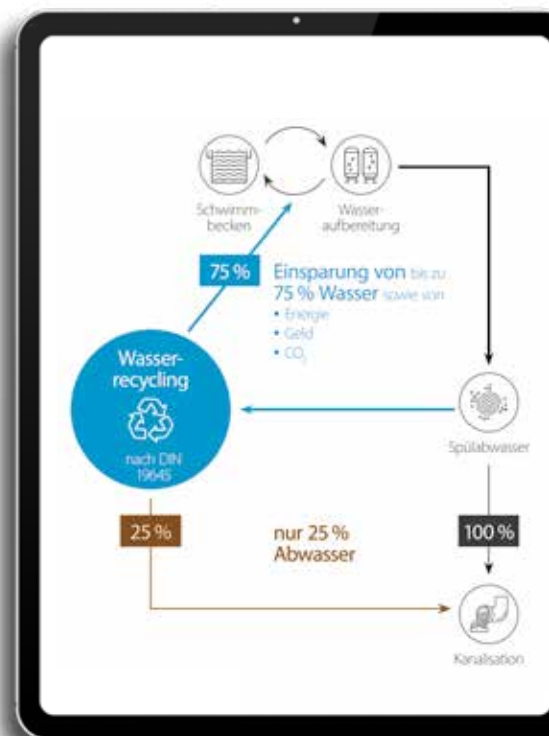 Schwimm-
becken
Wasser-
aufbereitung
75 %
Einsparung von bis zu
75 % Wasser sowie von
• Energie
• Geld
• CO₂
Wasser-
recycling
nach DIN
19645
Spülabwasser
25 %
nur 25 %
Abwasser
100 %
Kanalisation